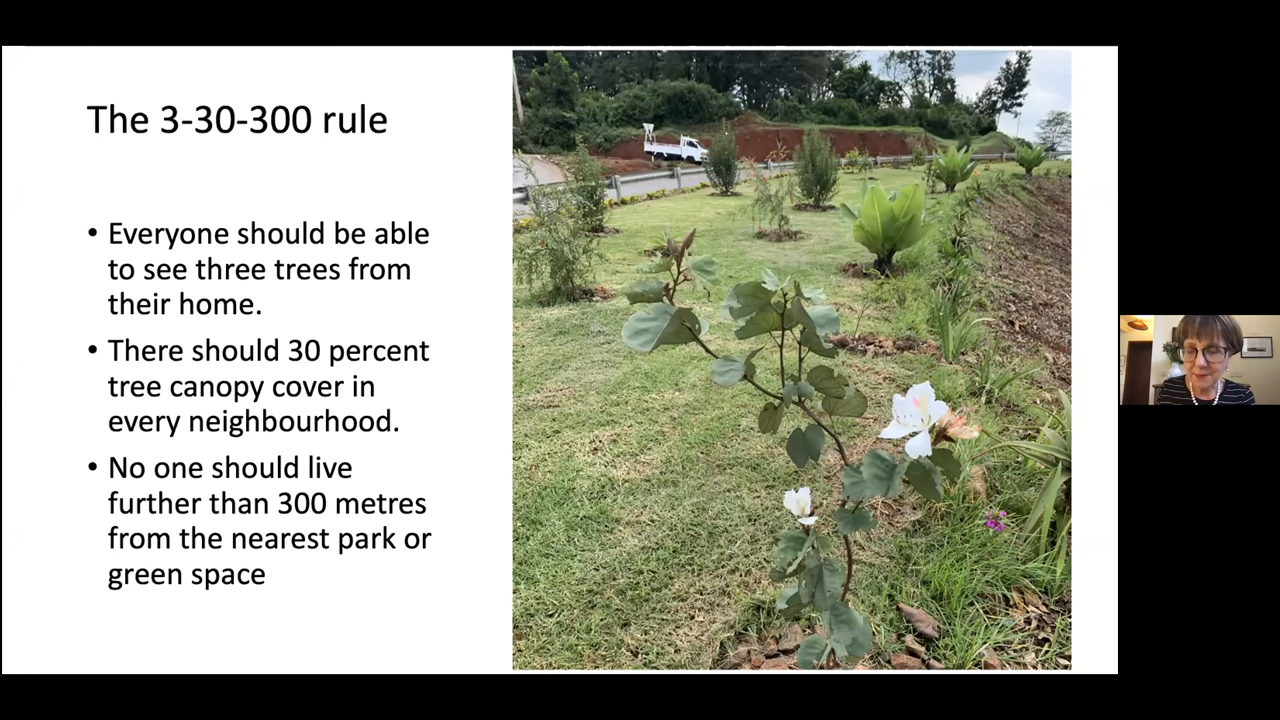 The 3-30-300 rule
• Everyone should be able
to see three trees from
their home.
• There should 30 percent
tree canopy cover in
every neighbourhood.
• No one should live
further than 300 metres
from the nearest park or
green space